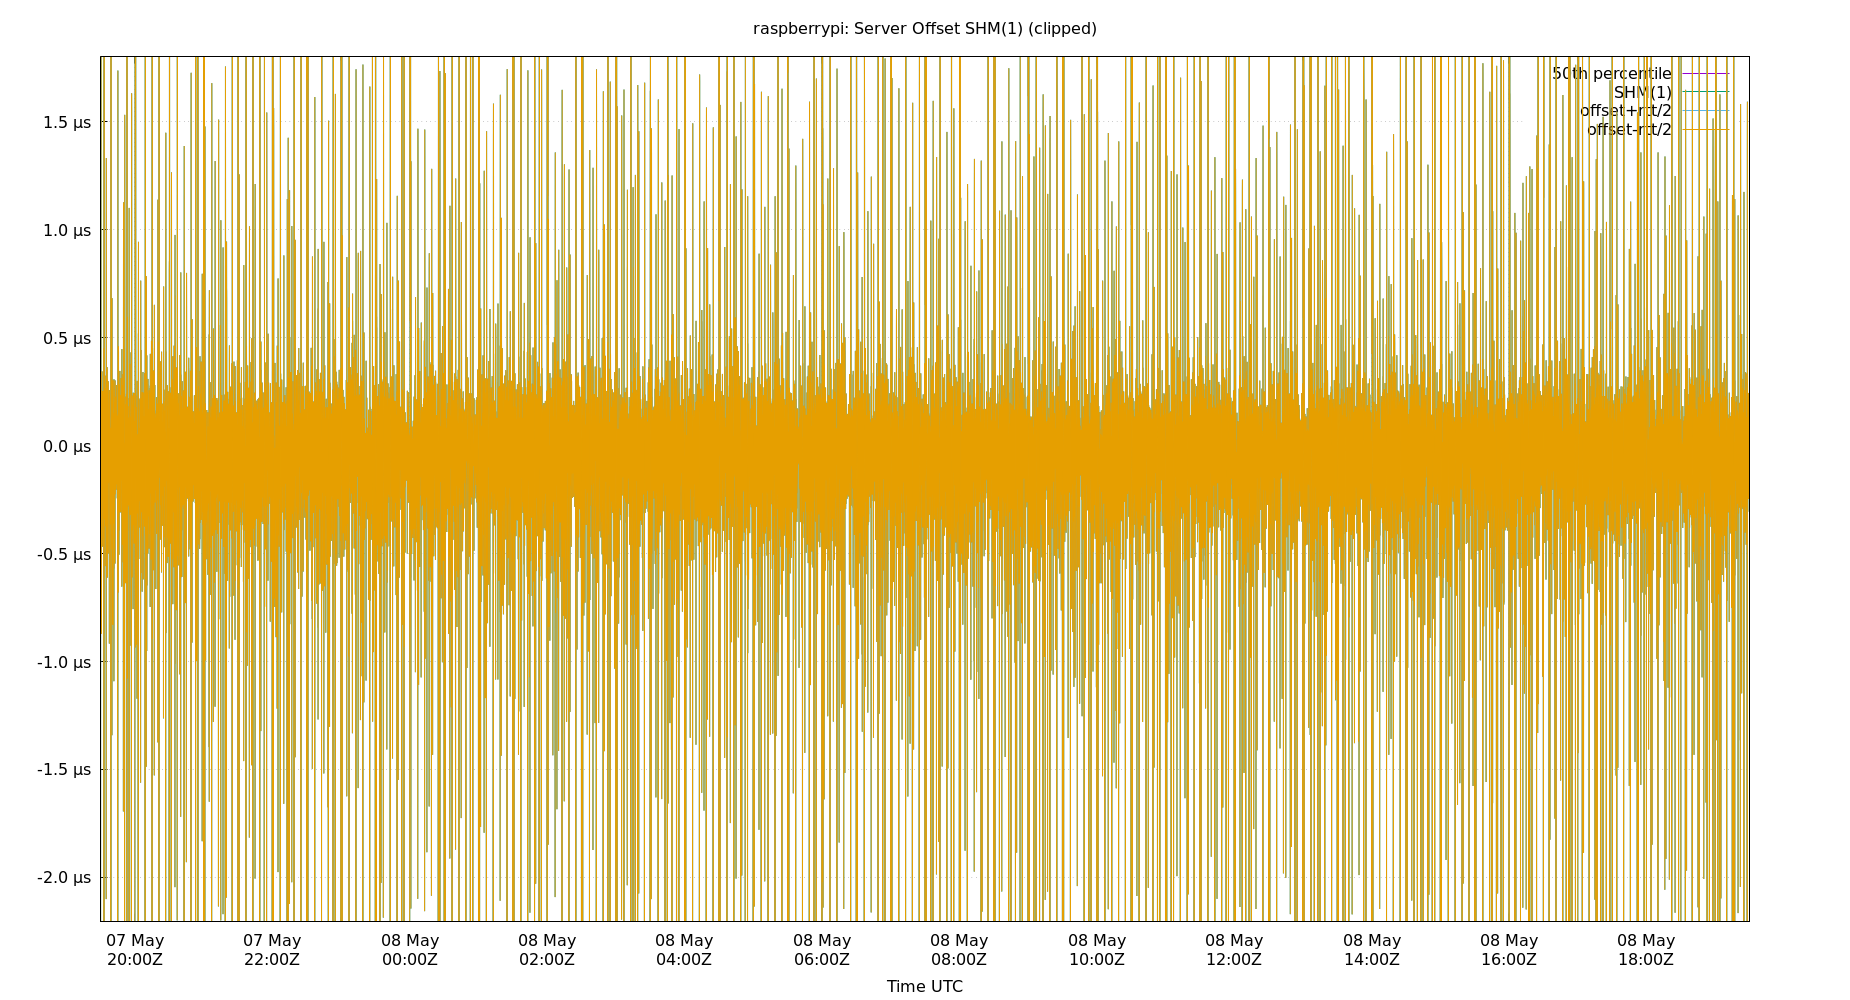 raspberrypi: Server Offset SHM(1) (clipped)
50th percentile
SHM(1)
offset+rtt/2
offset-rtt/2
1.5 µs
1.0 µs
0.5 µs
0.0 µs
-0.5 µs
-1.0 µs
-1.5 µs
-2.0 µs
07 May 07 May 08 May 08 May 08 May 08 May 08 May 08 May 08 May 08 May 08 May 08 May
20:00Z 22:00Z 00:00Z 02:00Z 04:00Z 06:00Z 08:00Z 10:00Z 12:00Z 14:00Z 16:00Z 18:00Z
Time UTC